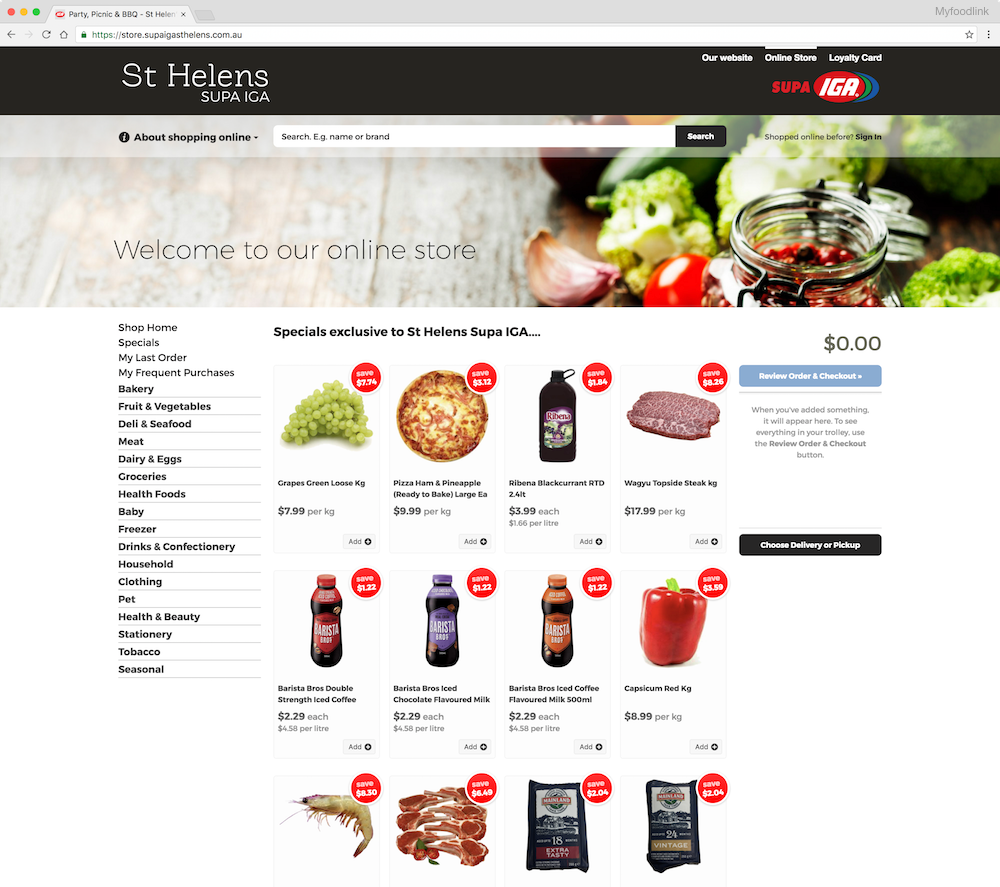 Party, Picnic & BBQ - St Helen
Myfoodlink
https://store.supaigasthelens.com.au
Our website
Online Store
Loyalty Card
St Helens
SUPA IGA
SUPA IGA
About shopping online
Search. E.g. name or brand
Search
Shopped online before? Sign In
Welcome to our online store
Shop Home
Specials
My Last Order
My Frequent Purchases
Bakery
Fruit & Vegetables
Deli & Seafood
Meat
Dairy & Eggs
Groceries
Health Foods
Baby
Freezer
Drinks & Confectionery
Household
Clothing
Pet
Health & Beauty
Stationery
Tobacco
Seasonal
Specials exclusive to St Helens Supa IGA....
save
$7.74
Grapes Green Loose Kg
$7.99 per kg
Add
save
$3.12
Pizza Ham & Pineapple
(Ready to Bake) Large Ea
$9.99 per kg
Add
save
$1.84
Ribena
Ribena Blackcurrant RTD
2.4lt
$3.99 each
$1.66 per litre
Add
save
$8.26
Wagyu Topside Steak kg
$17.99 per kg
Add
save
$1.22
BARISTA
BROS
Barista Bros Double
Strength Iced Coffee
$2.29 each
$4.58 per litre
Add
save
$1.22
BARISTA
BROS
Barista Bros Iced
Chocolate Flavoured Milk
$2.29 each
$4.58 per litre
Add
save
$1.22
BARISTA
BROS
Barista Bros Iced Coffee
Flavoured Milk 500ml
$2.29 each
$4.58 per litre
Add
save
$3.59
Capsicum Red Kg
$8.99 per kg
Add
save
$8.30
save
$6.49
save
$2.04
MAINLAND
18
EXTRA
TASTY
save
$2.04
MAINLAND
24
VINTAGE
$0.00
Review Order & Checkout »
When you've added something,
it will appear here. To see
everything in your trolley, use
the Review Order & Checkout
button.
Choose Delivery or Pickup